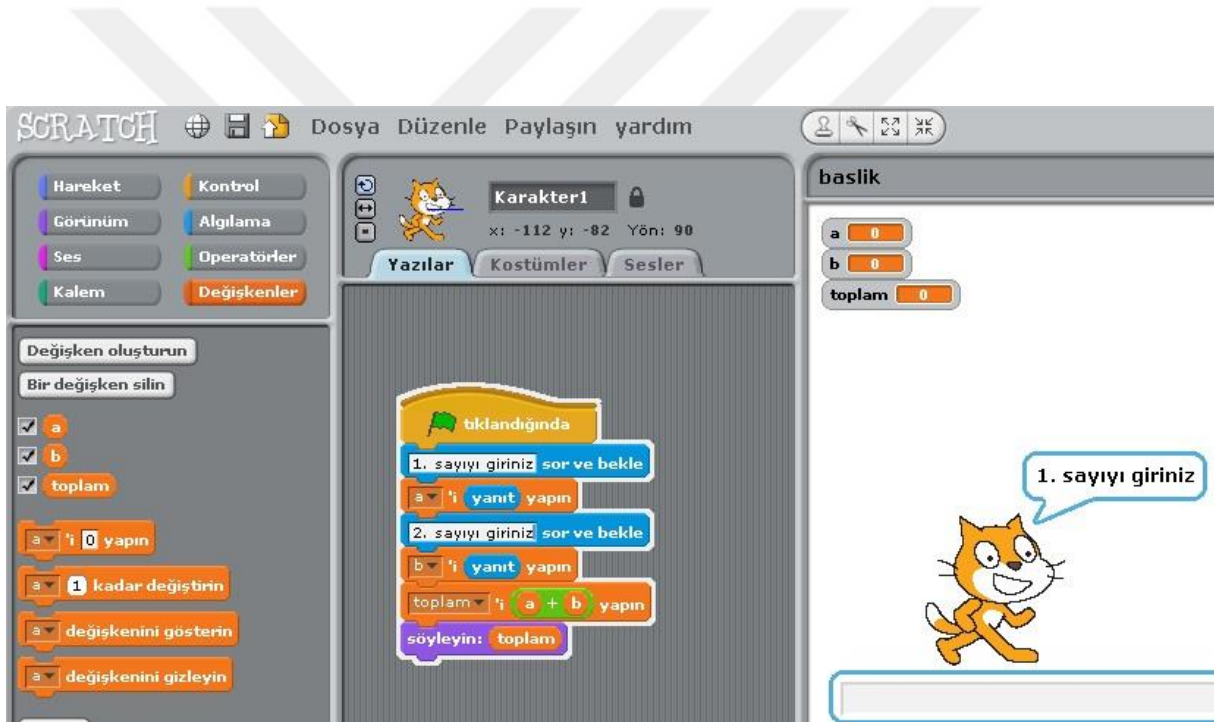 SCRATCH Dosya Düzenle Paylaşın yardım
Hareket Kontrol
Görünüm Algılama
Ses Operatörler
Kalem Değişkenler
Değişken oluşturun
Bir değişken silin
a
b
toplam
a 'i 0 yapın
a 1 kadar değiştirin
a değişkenini gösterin
a değişkenini gizleyin
Karakter1
x: -112 y: -82 Yön: 90
Yazılar Kostümler Sesler
tıklandığında
1. sayıyı giriniz sor ve bekle
a 'i yanıt yapın
2. sayıyı giriniz sor ve bekle
b 'i yanıt yapın
toplam 'i a + b yapın
söyleyin: toplam
baslik
a 0
b 0
toplam 0
1. sayıyı giriniz